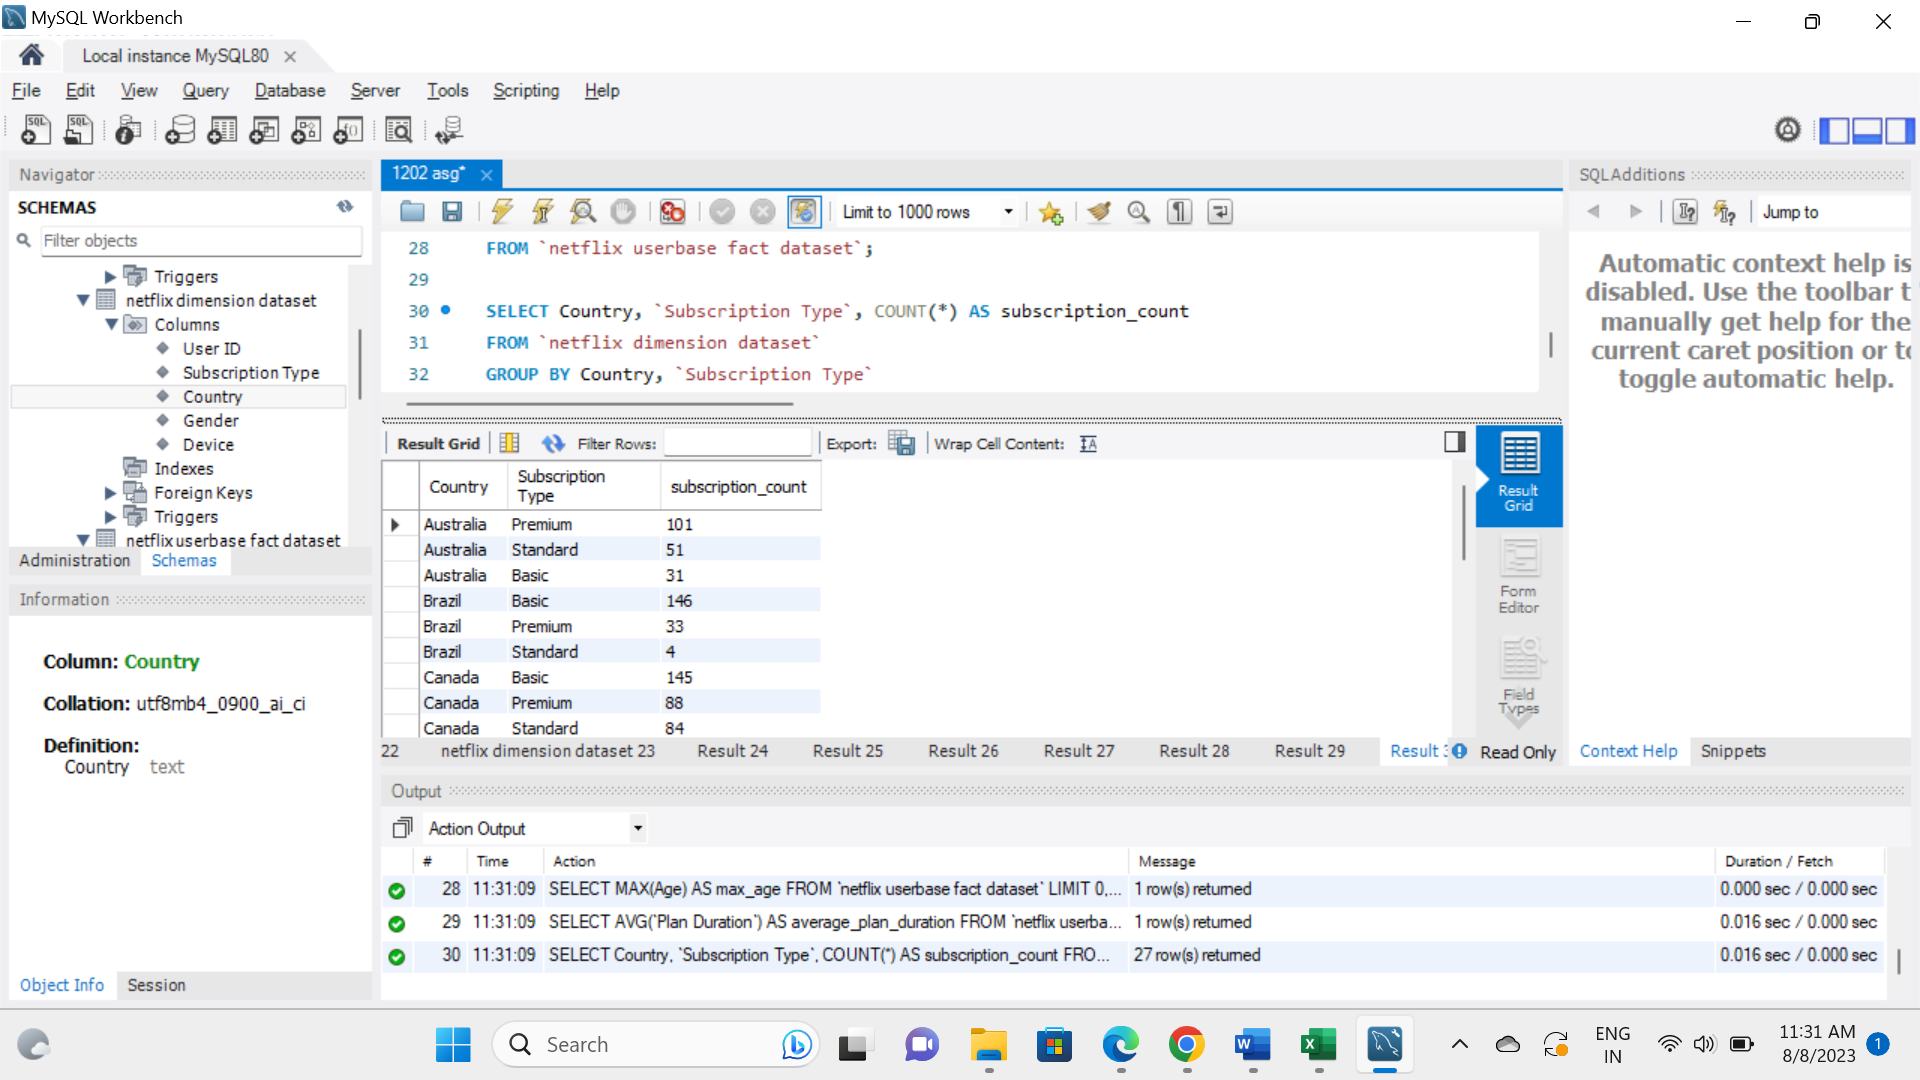 MySQL Workbench
Local instance MySQL80
File Edit View Query Database Server Tools Scripting Help
Navigator
SCHEMAS
Filter objects
Triggers
netflix dimension dataset
Columns
User ID
Subscription Type
Country
Gender
Device
Indexes
Foreign Keys
Triggers
netflix userbase fact dataset
Administration Schemas
Information
Column: Country
Collation: utf8mb4_0900_ai_ci
Definition:
Country text
Object Info Session
1202 asg*
Limit to 1000 rows
28 FROM `netflix userbase fact dataset`;
29
30 SELECT Country, `Subscription Type`, COUNT(*) AS subscription_count
31 FROM `netflix dimension dataset`
32 GROUP BY Country, `Subscription Type`
Result Grid Filter Rows: Export: Wrap Cell Content:
Country Subscription Type subscription_count
Australia Premium 101
Australia Standard 51
Australia Basic 31
Brazil Basic 146
Brazil Premium 33
Brazil Standard 4
Canada Basic 145
Canada Premium 88
Canada Standard 84
Result
Grid
Form
Editor
Field
Types
22 netflix dimension dataset 23 Result 24 Result 25 Result 26 Result 27 Result 28 Result 29 Result Read Only
SQLAdditions
Jump to
Automatic context help is
disabled. Use the toolbar t
manually get help for the
current caret position or to
toggle automatic help.
Context Help Snippets
Output
Action Output
# Time Action Message Duration / Fetch
28 11:31:09 SELECT MAX(Age) AS max_age FROM `netflix userbase fact dataset` LIMIT 0,... 1 row(s) returned 0.000 sec / 0.000 sec
29 11:31:09 SELECT AVG(`Plan Duration`) AS average_plan_duration FROM `netflix userba... 1 row(s) returned 0.016 sec / 0.000 sec
30 11:31:09 SELECT Country, `Subscription Type`, COUNT(*) AS subscription_count FRO... 27 row(s) returned 0.016 sec / 0.000 sec
Search
ENG
IN
11:31 AM
8/8/2023
1